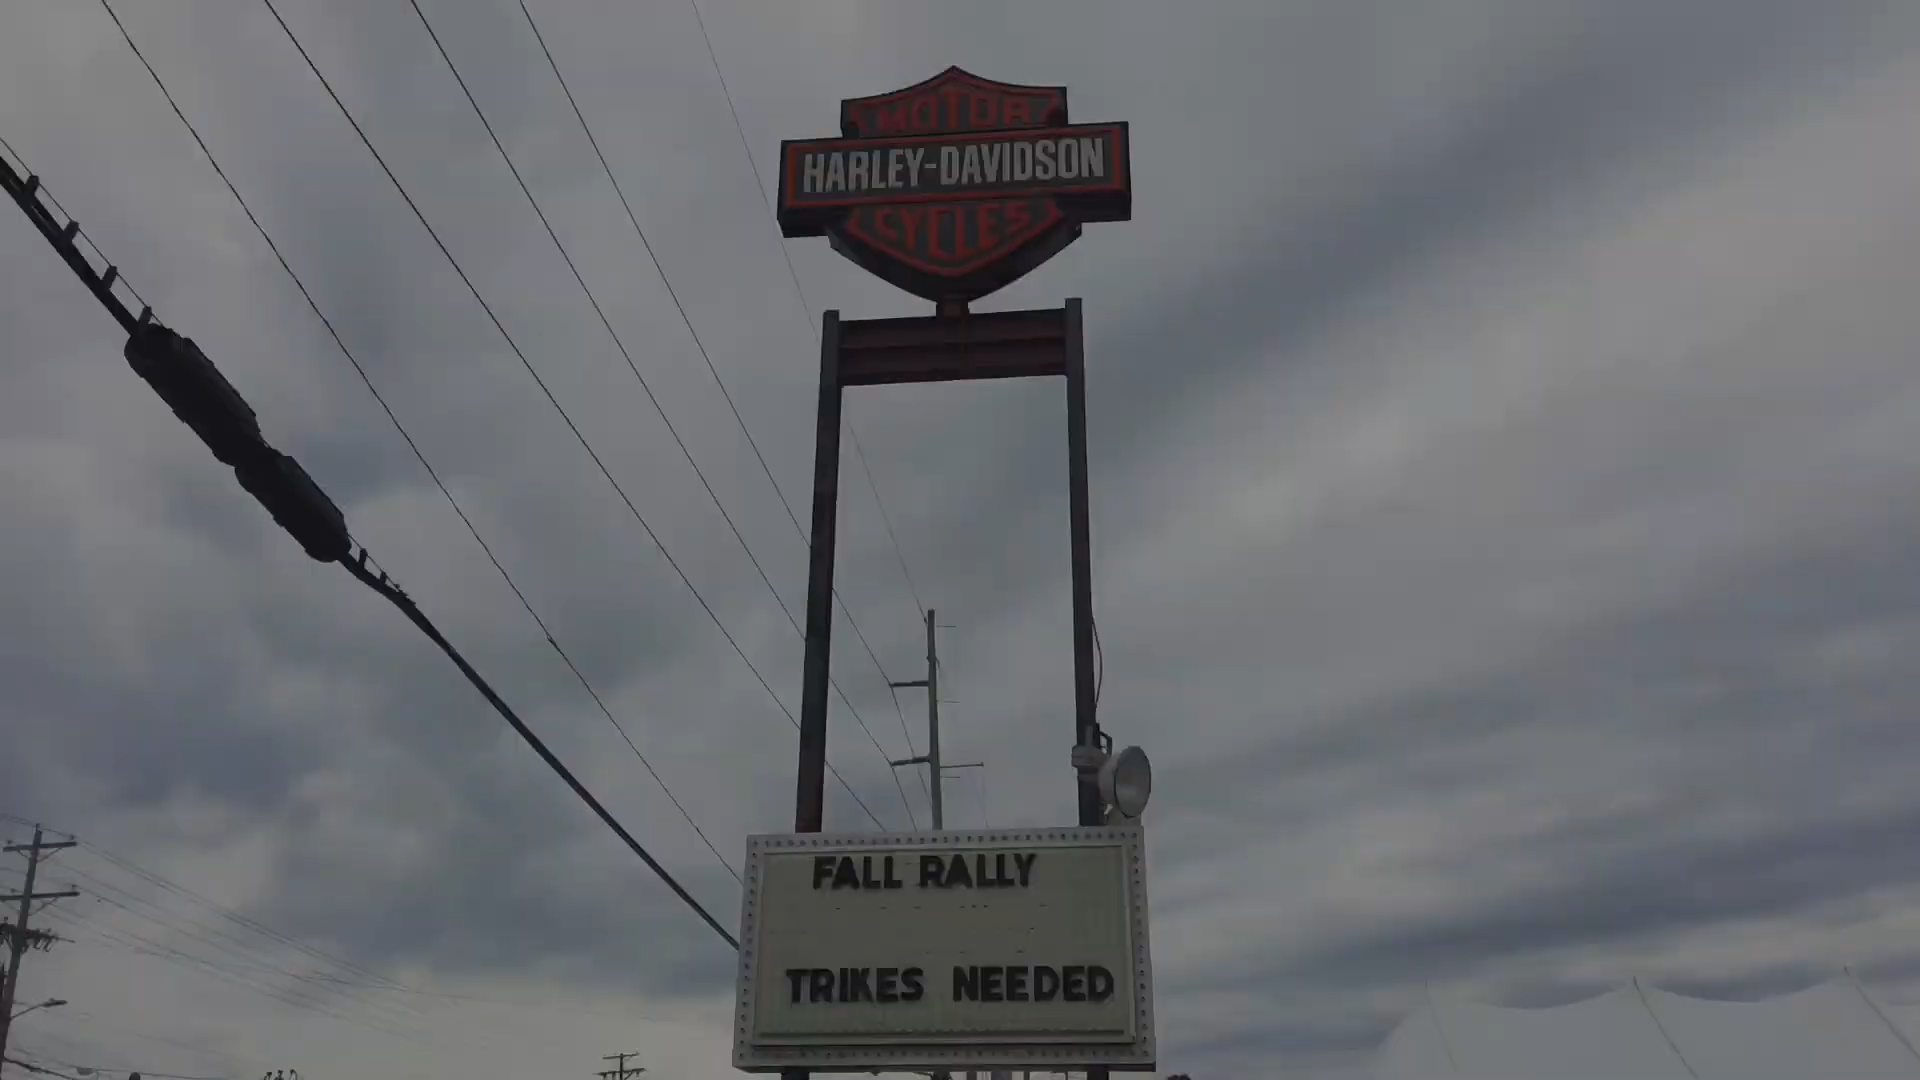 MOTOR
HARLEY-DAVIDSON
CYCLES
FALL RALLY
TRIKES NEEDED